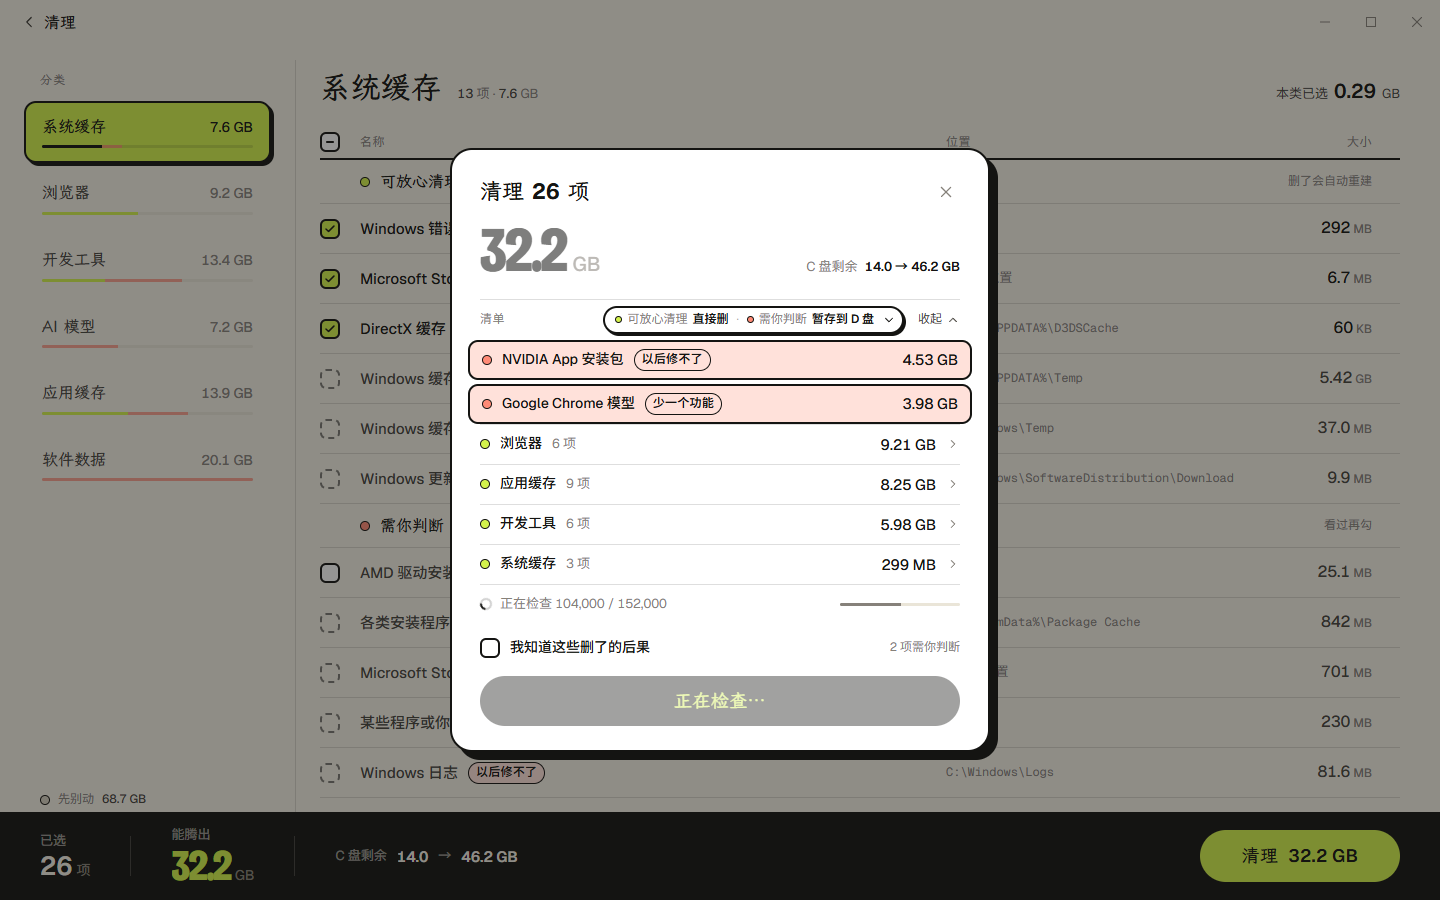 清理
分类
系统缓存 7.6 GB
浏览器 9.2 GB
开发工具 13.4 GB
AI 模型 7.2 GB
应用缓存 13.9 GB
软件数据 20.1 GB
先别动 68.7 GB
系统缓存 13 项 · 7.6 GB
本类已选 0.29 GB
名称 位置 大小
可放心清理 删了会自动重建
Windows 错误 292 MB
Microsoft Sto 置 6.7 MB
DirectX 缓存 PPDATA%\D3DSCache 60 KB
Windows 缓存 PPDATA%\Temp 5.42 GB
Windows 缓存 ows\Temp 37.0 MB
Windows 更新 ows\SoftwareDistribution\Download 9.9 MB
需你判断 看过再勾
AMD 驱动安装 25.1 MB
各类安装程序 mData%\Package Cache 842 MB
Microsoft Sto 置 701 MB
某些程序或你 230 MB
Windows 日志 以后修不了 C:\Windows\Logs 81.6 MB
清理 26 项
32.2 GB
C 盘剩余 14.0 → 46.2 GB
清单 可放心清理 直接删 · 需你判断 暂存到 D 盘 收起
NVIDIA App 安装包 以后修不了 4.53 GB
Google Chrome 模型 少一个功能 3.98 GB
浏览器 6 项 9.21 GB
应用缓存 9 项 8.25 GB
开发工具 6 项 5.98 GB
系统缓存 3 项 299 MB
正在检查 104,000 / 152,000
我知道这些删了的后果 2 项需你判断
正在检查…
已选
26 项
能腾出
32.2 GB
C 盘剩余 14.0 → 46.2 GB
清理 32.2 GB